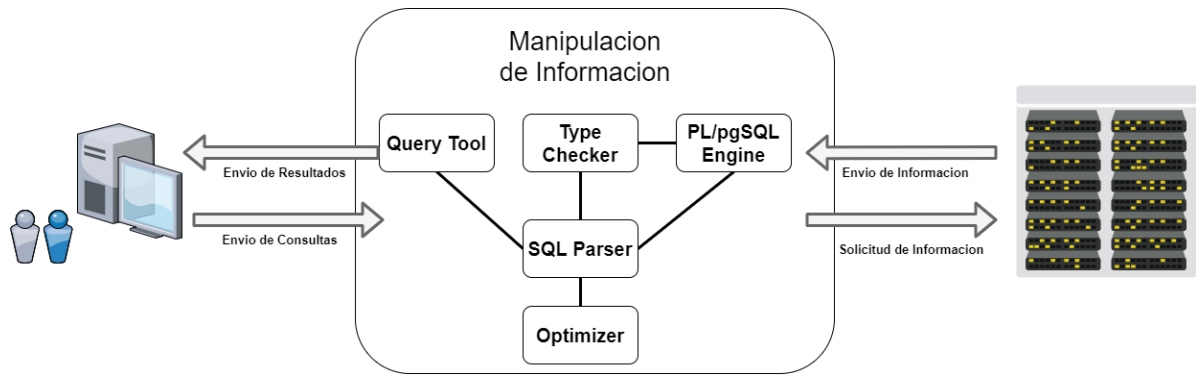 Manipulacion
de Informacion
Query Tool
Type
Checker
PL/pgSQL
Engine
Envio de Resultados
Envio de Informacion
Envio de Consultas
SQL Parser
Solicitud de Informacion
Optimizer